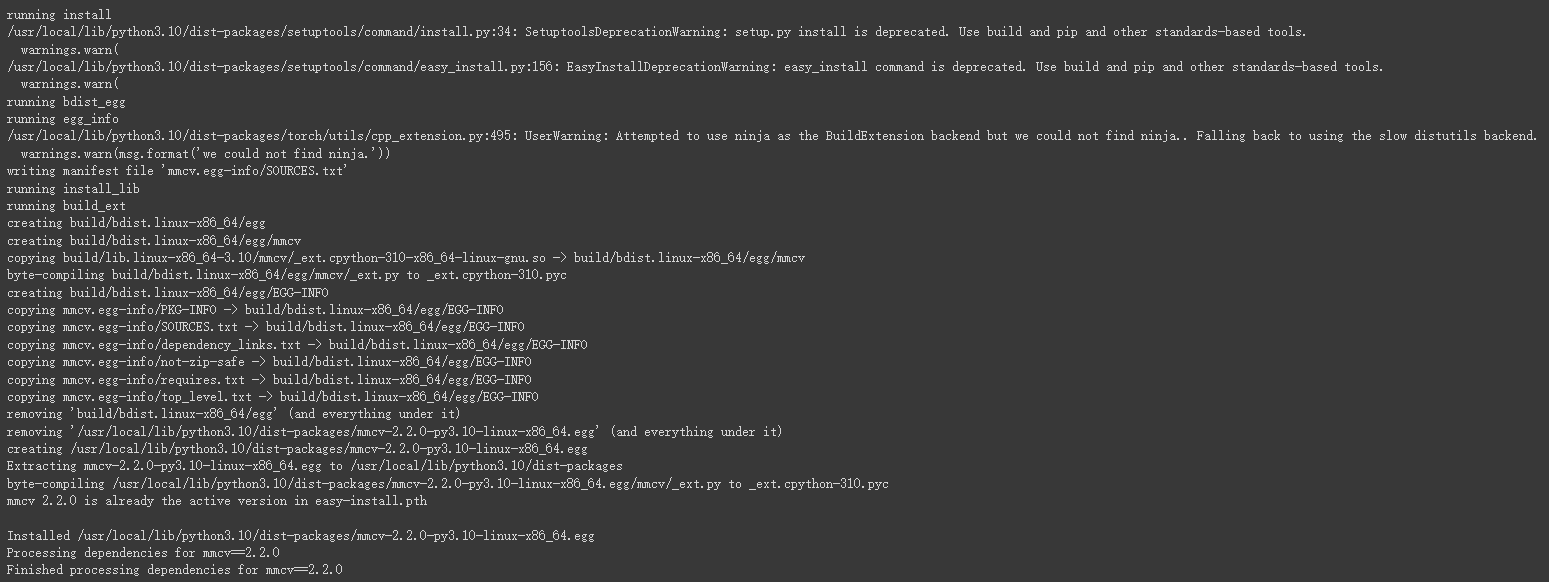 running install
/usr/local/lib/python3.10/dist-packages/setuptools/command/install.py:34: SetuptoolsDeprecationWarning: setup.py install is deprecated. Use build and pip and other standards-based tools.
  warnings.warn(
/usr/local/lib/python3.10/dist-packages/setuptools/command/easy_install.py:156: EasyInstallDeprecationWarning: easy_install command is deprecated. Use build and pip and other standards-based tools.
  warnings.warn(
running bdist_egg
running egg_info
/usr/local/lib/python3.10/dist-packages/torch/utils/cpp_extension.py:495: UserWarning: Attempted to use ninja as the BuildExtension backend but we could not find ninja.. Falling back to using the slow distutils backend.
  warnings.warn(msg.format('we could not find ninja.'))
writing manifest file 'mmcv.egg-info/SOURCES.txt'
running install_lib
running build_ext
creating build/bdist.linux-x86_64/egg
creating build/bdist.linux-x86_64/egg/mmcv
copying build/lib.linux-x86_64-3.10/mmcv/_ext.cpython-310-x86_64-linux-gnu.so -> build/bdist.linux-x86_64/egg/mmcv
byte-compiling build/bdist.linux-x86_64/egg/mmcv/_ext.py to _ext.cpython-310.pyc
creating build/bdist.linux-x86_64/egg/EGG-INFO
copying mmcv.egg-info/PKG-INFO -> build/bdist.linux-x86_64/egg/EGG-INFO
copying mmcv.egg-info/SOURCES.txt -> build/bdist.linux-x86_64/egg/EGG-INFO
copying mmcv.egg-info/dependency_links.txt -> build/bdist.linux-x86_64/egg/EGG-INFO
copying mmcv.egg-info/not-zip-safe -> build/bdist.linux-x86_64/egg/EGG-INFO
copying mmcv.egg-info/requires.txt -> build/bdist.linux-x86_64/egg/EGG-INFO
copying mmcv.egg-info/top_level.txt -> build/bdist.linux-x86_64/egg/EGG-INFO
removing 'build/bdist.linux-x86_64/egg' (and everything under it)
removing '/usr/local/lib/python3.10/dist-packages/mmcv-2.2.0-py3.10-linux-x86_64.egg' (and everything under it)
creating /usr/local/lib/python3.10/dist-packages/mmcv-2.2.0-py3.10-linux-x86_64.egg
Extracting mmcv-2.2.0-py3.10-linux-x86_64.egg to /usr/local/lib/python3.10/dist-packages
byte-compiling /usr/local/lib/python3.10/dist-packages/mmcv-2.2.0-py3.10-linux-x86_64.egg/mmcv/_ext.py to _ext.cpython-310.pyc
mmcv 2.2.0 is already the active version in easy-install.pth

Installed /usr/local/lib/python3.10/dist-packages/mmcv-2.2.0-py3.10-linux-x86_64.egg
Processing dependencies for mmcv==2.2.0
Finished processing dependencies for mmcv==2.2.0